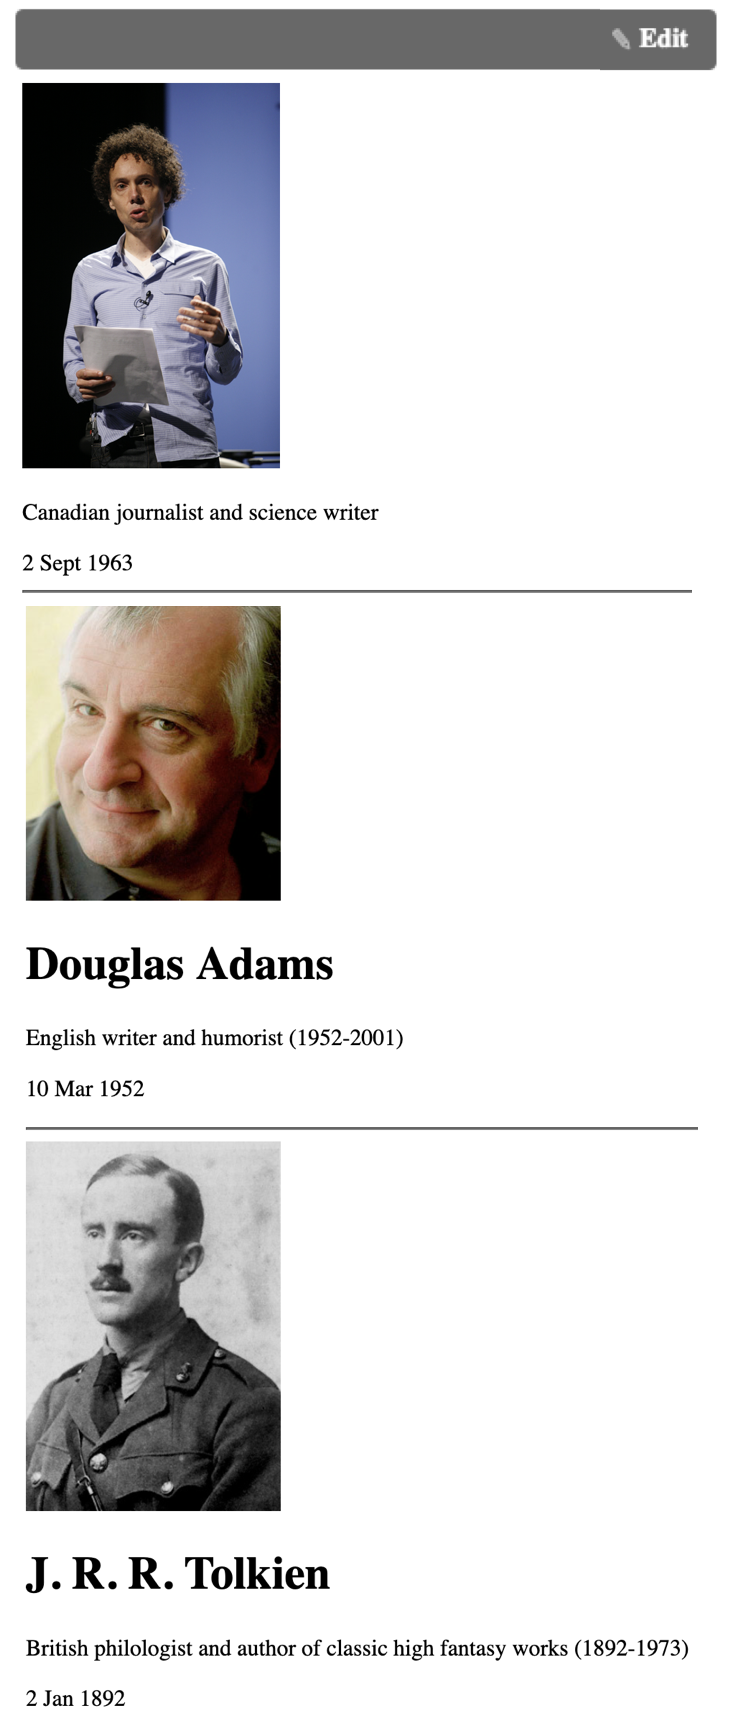 Edit
Canadian journalist and science writer
2 Sept 1963
Douglas Adams
English writer and humorist (1952-2001)
10 Mar 1952
J. R. R. Tolkien
British philologist and author of classic high fantasy works (1892-1973)
2 Jan 1892